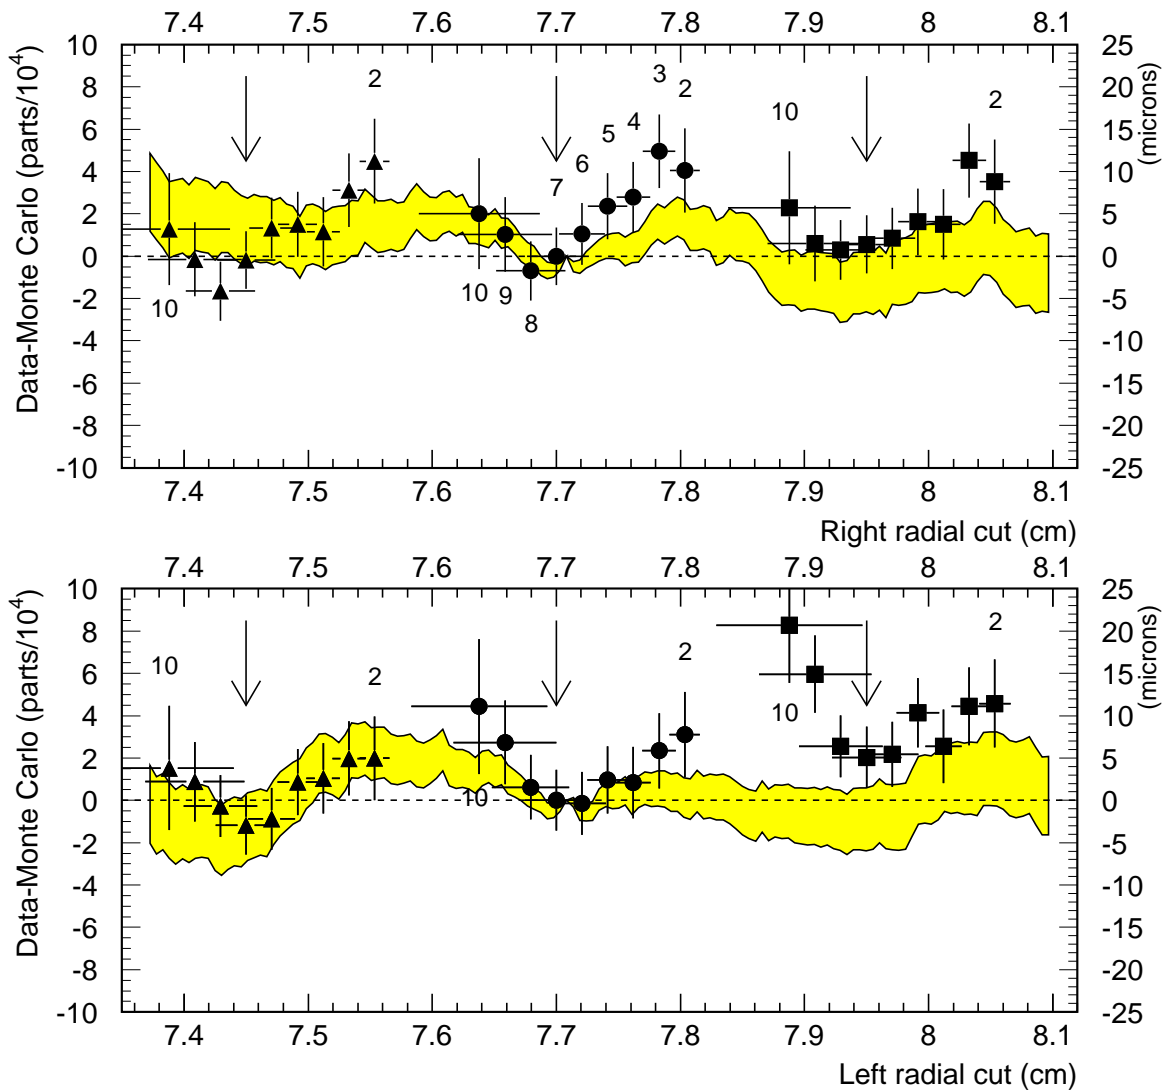 7.4 7.5 7.6 7.7 7.8 7.9 8 8.1
Data-Monte Carlo (parts/10^4)
10 8 6 4 2 0 -2 -4 -6 -8 -10
25 20 15 10 5 0 -5 -10 -15 -20 -25
(microns)
10 2
10 9 8 7 6 5 4 3 2
10 2
7.4 7.5 7.6 7.7 7.8 7.9 8 8.1
Right radial cut (cm)
7.4 7.5 7.6 7.7 7.8 7.9 8 8.1
Data-Monte Carlo (parts/10^4)
10 8 6 4 2 0 -2 -4 -6 -8 -10
25 20 15 10 5 0 -5 -10 -15 -20 -25
(microns)
10 2
10 2
10 2
7.4 7.5 7.6 7.7 7.8 7.9 8 8.1
Left radial cut (cm)